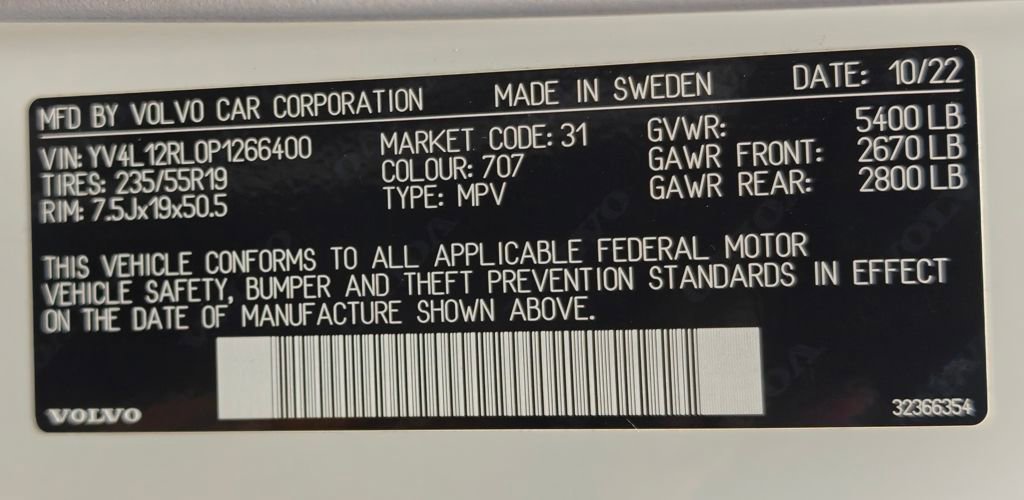 MFD BY VOLVO CAR CORPORATION MADE IN SWEDEN DATE: 10/22
VIN: YV4L12RL0P1266400 MARKET CODE: 31 GVWR: 5400 LB
TIRES: 235/55R19 COLOUR: 707 GAWR FRONT: 2670 LB
RIM: 7.5Jx19x50.5 TYPE: MPV GAWR REAR: 2800 LB
THIS VEHICLE CONFORMS TO ALL APPLICABLE FEDERAL MOTOR
VEHICLE SAFETY, BUMPER AND THEFT PREVENTION STANDARDS IN EFFECT
ON THE DATE OF MANUFACTURE SHOWN ABOVE.
VOLVO 32366354